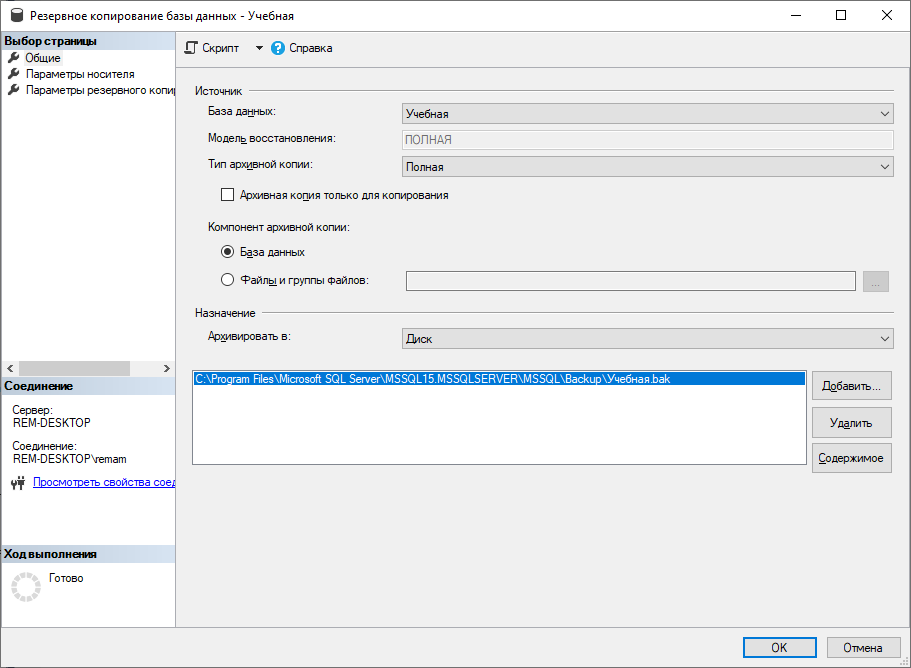 Резервное копирование базы данных - Учебная
Выбор страницы
Общие
Параметры носителя
Параметры резервного копир
Скрипт
Справка
Источник
База данных:
Учебная
Модель восстановления:
ПОЛНАЯ
Тип архивной копии:
Полная
Архивная копия только для копирования
Компонент архивной копии:
База данных
Файлы и группы файлов:
...
Назначение
Архивировать в:
Диск
C:\Program Files\Microsoft SQL Server\MSSQL15.MSSQLSERVER\MSSQL\Backup\Учебная.bak
Добавить...
Удалить
Содержимое
Соединение
Сервер:
REM-DESKTOP
Соединение:
REM-DESKTOP\remam
Просмотреть свойства соед
Ход выполнения
Готово
OK
Отмена